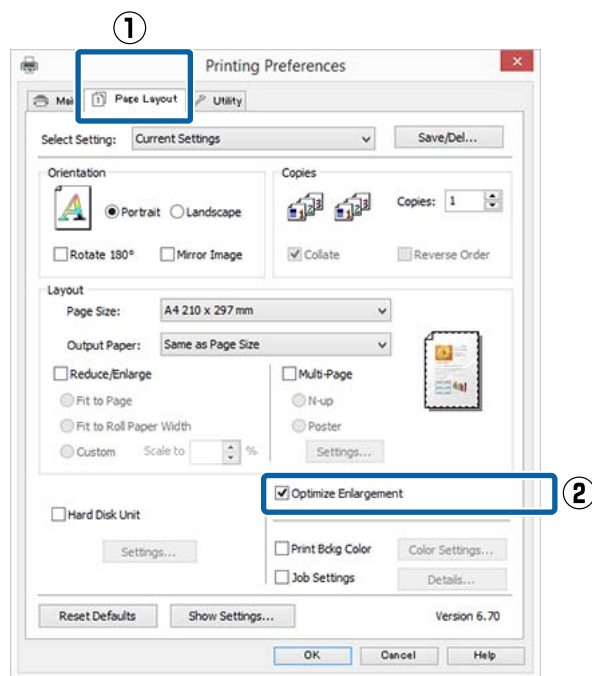 ①
Printing Preferences
Mai Page Layout Utility
Select Setting: Current Settings Save/Del...
Orientation Copies
Portrait Landscape Copies: 1
Rotate 180° Mirror Image Collate Reverse Order
Layout
Page Size: A4 210 x 297 mm
Output Paper: Same as Page Size
Reduce/Enlarge Multi-Page
Fit to Page N-up
Fit to Roll Paper Width Poster
Custom Scale to % Settings...
Optimize Enlargement ②
Hard Disk Unit
Settings... Print Bckg Color Color Settings...
Job Settings Details...
Reset Defaults Show Settings... Version 6.70
OK Cancel Help